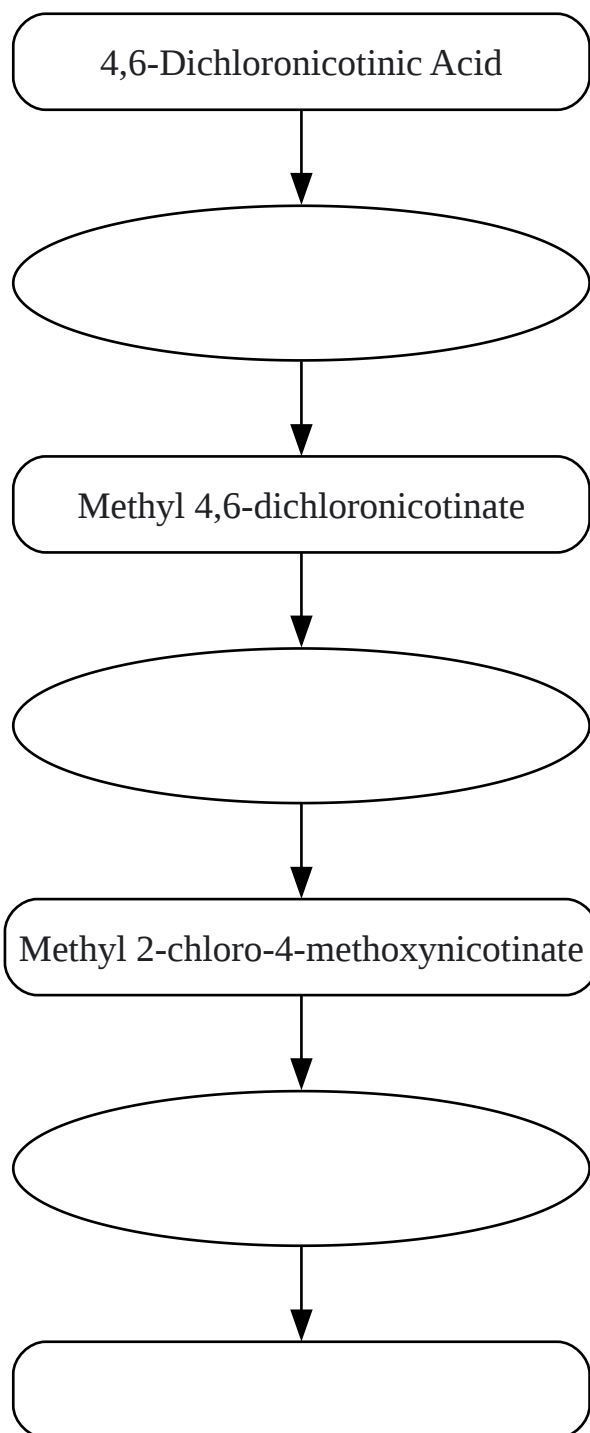 4,6-Dichloronicotinic Acid
Methyl 4,6-dichloronicotinate
Methyl 2-chloro-4-methoxynicotinate